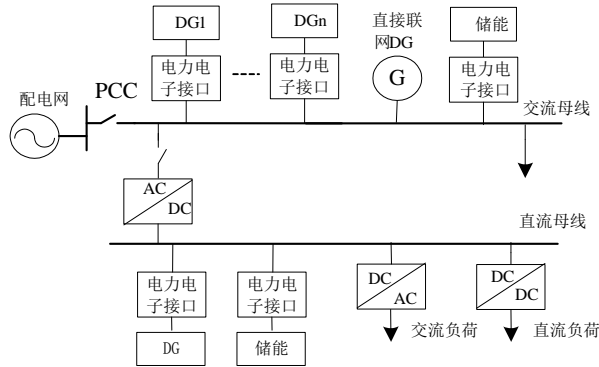 DG1
DGn
直接联
网DG
储能
电力电
子接口
电力电
子接口
G
电力电
子接口
配电网
PCC
交流母线
AC
DC
直流母线
电力电
子接口
电力电
子接口
DC
AC
DC
DC
DG
储能
交流负荷
直流负荷